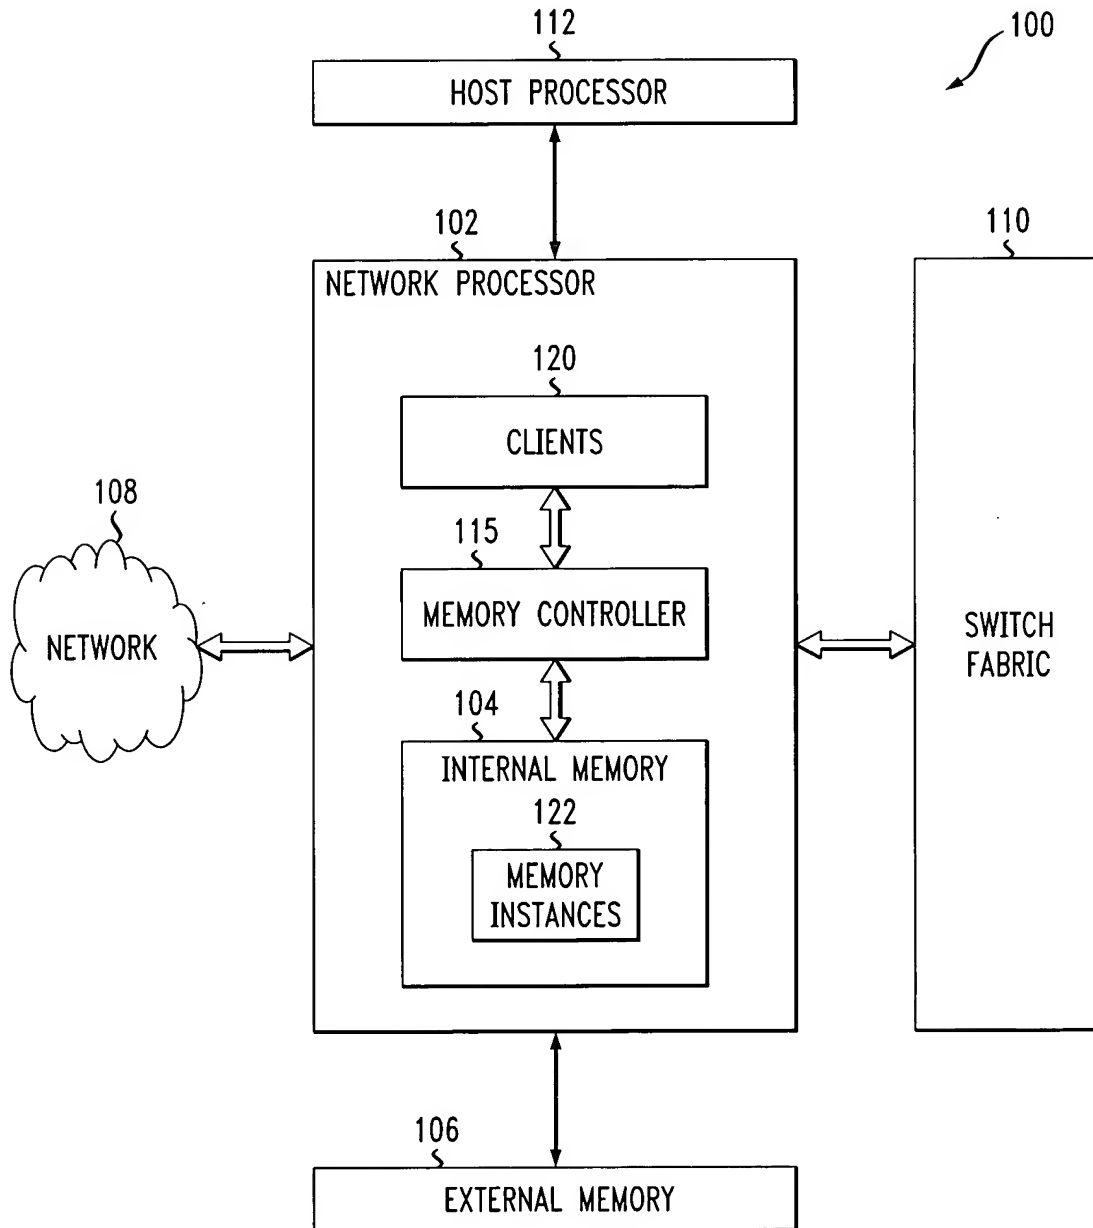 112
100
HOST PROCESSOR
102
110
NETWORK PROCESSOR
120
CLIENTS
108
115
NETWORK
MEMORY CONTROLLER
SWITCH
FABRIC
104
INTERNAL MEMORY
122
MEMORY
INSTANCES
106
EXTERNAL MEMORY